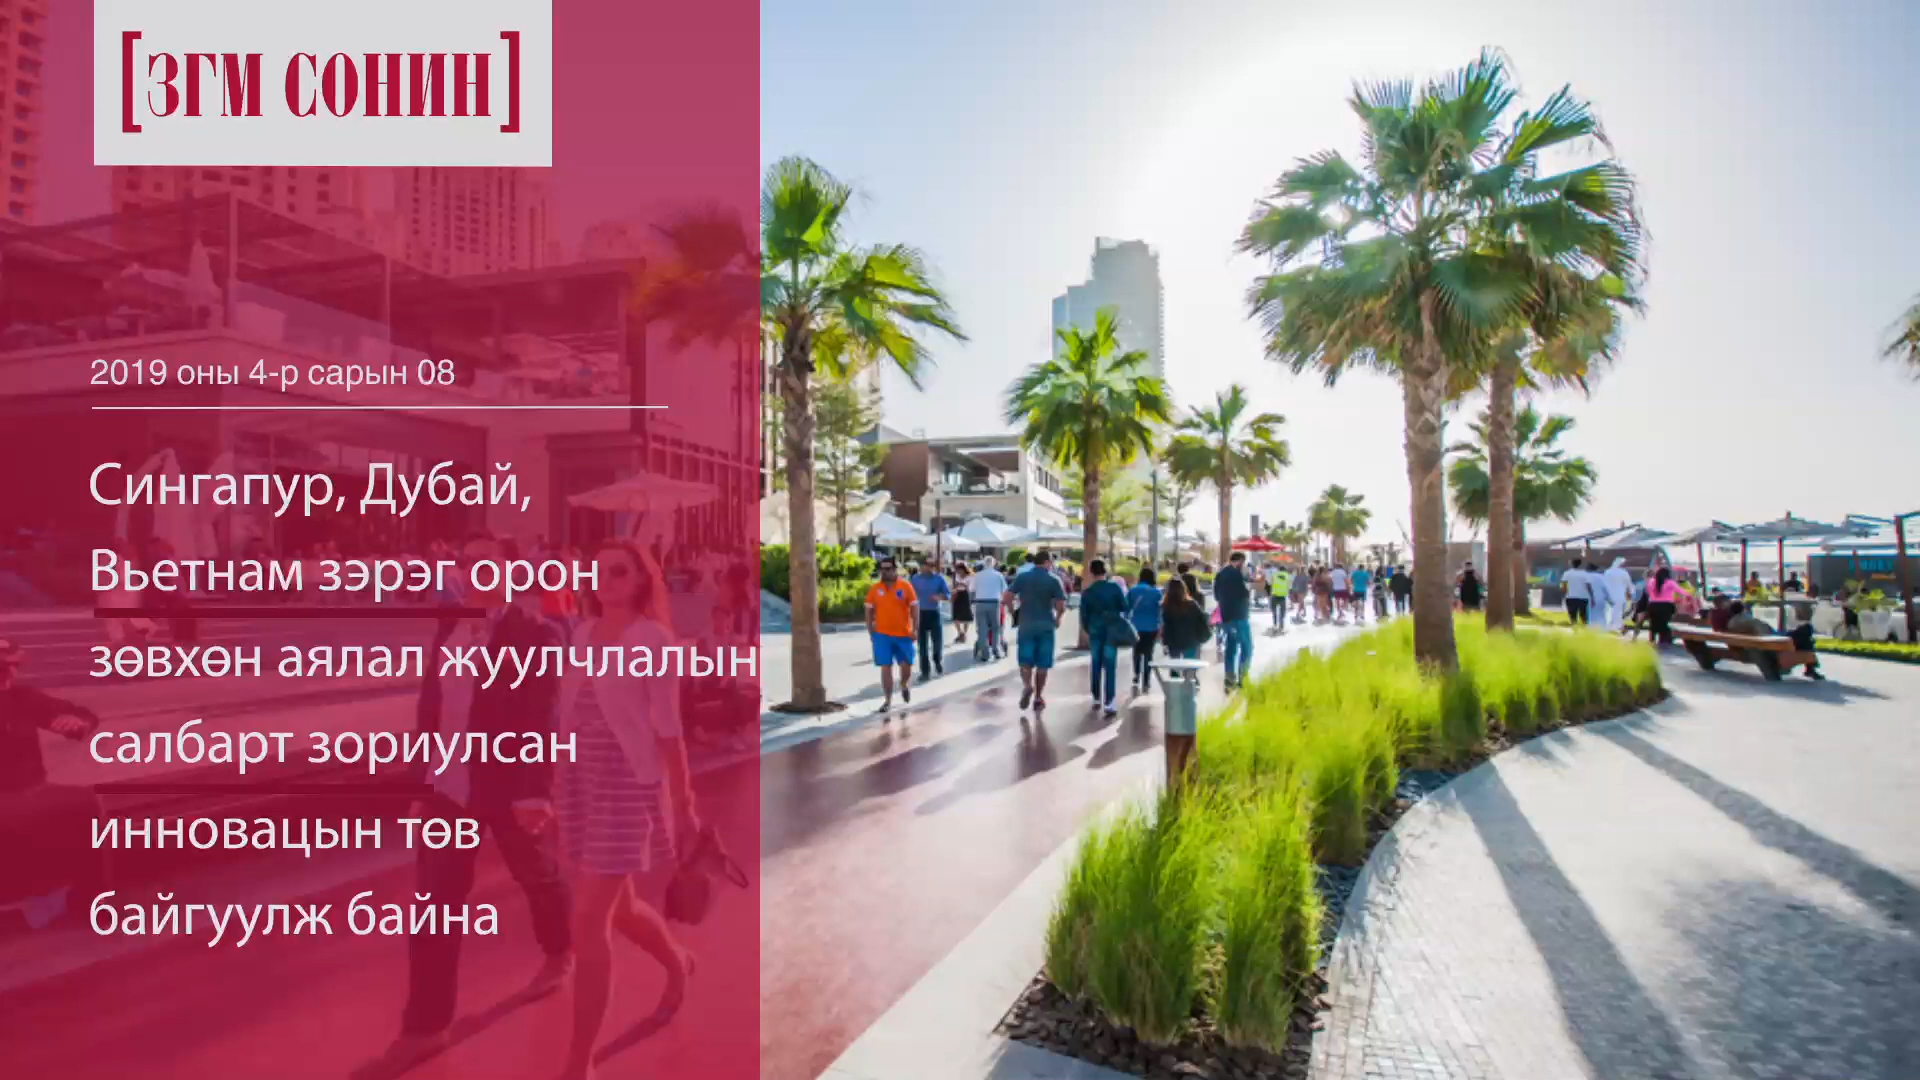 [ЗГМ СОНИН]
2019 оны 4-р сарын 08
Сингапур, Дубай,
Вьетнам зэрэг орон
зөвхөн аялал жуулчлалын
салбарт зориулсан
инновацын төв
байгуулж байна